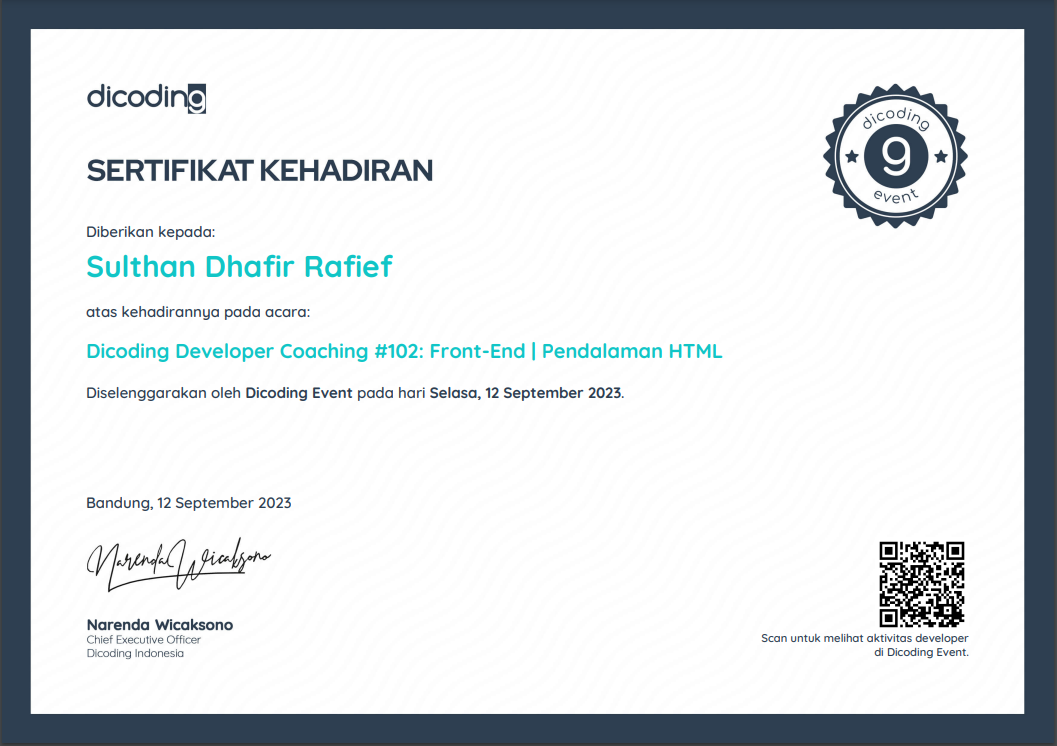 dicoding
SERTIFIKAT KEHADIRAN
dicoding
g
event
Diberikan kepada:
Sulthan Dhafir Rafief
atas kehadirannya pada acara:
Dicoding Developer Coaching #102: Front-End | Pendalaman HTML
Diselenggarakan oleh Dicoding Event pada hari Selasa, 12 September 2023.
Bandung, 12 September 2023
Narenda Wicaksono
Narenda Wicaksono
Chief Executive Officer
Dicoding Indonesia
Scan untuk melihat aktivitas developer
di Dicoding Event.